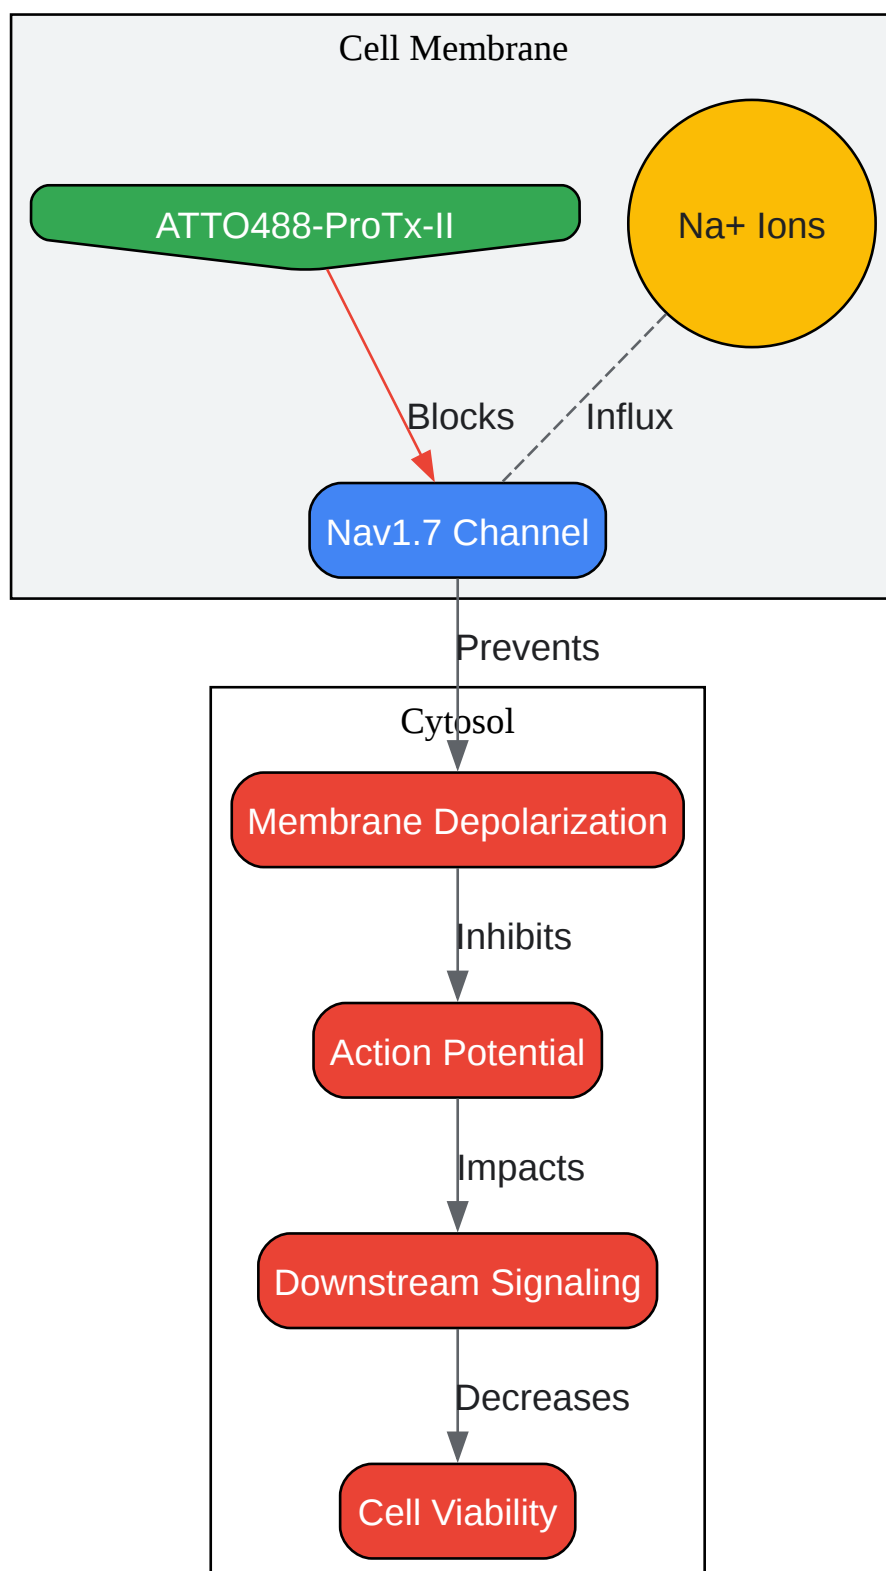 Cell Membrane
ATTO488-ProTx-II
Na+ Ions
Blocks
Influx
Nav1.7 Channel
Prevents
Cytosol
Membrane Depolarization
Inhibits
Action Potential
Impacts
Downstream Signaling
Decreases
Cell Viability